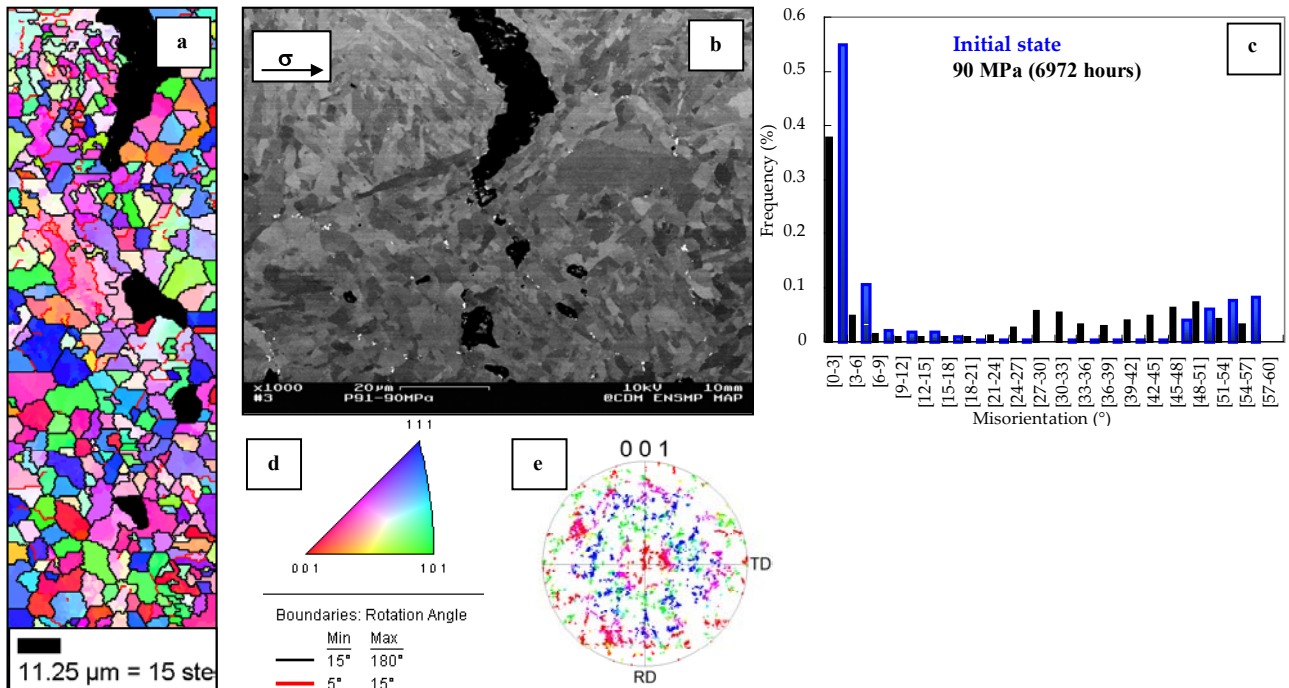 a
11.25 µm = 15 ste
b
σ
x1000 20µm 10kV 10mm
#3 P91-90MPa @CDM ENSMP MAP
c
Initial state
90 MPa (6972 hours)
Frequency (%)
0.6
0.5
0.4
0.3
0.2
0.1
0
[0-3]
[3-6]
[6-9]
[9-12]
[12-15]
[15-18]
[18-21]
[21-24]
[24-27]
[27-30]
[30-33]
[33-36]
[36-39]
[39-42]
[42-45]
[45-48]
[48-51]
[51-54]
[54-57]
[57-60]
Misorientation (°)
d
1 1 1
0 0 1 1 0 1
Boundaries: Rotation Angle
Min Max
15° 180°
5° 15°
e
0 0 1
TD
RD